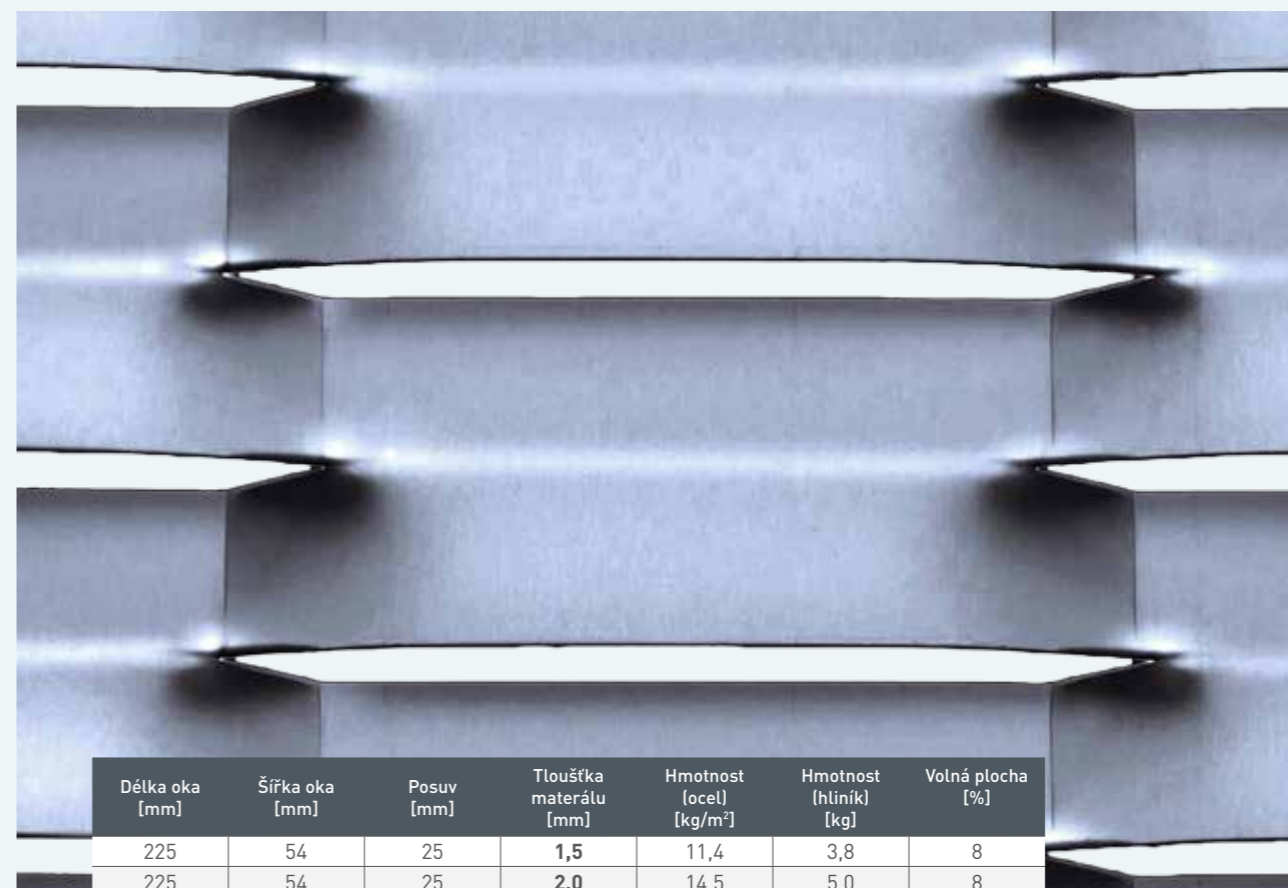 Délka oka Šířka oka Posuv Tloušťka Hmotnost Hmotnost Volná plocha
[mm] [mm] [mm] materálu (ocel) (hliník) [%]
[mm] [kg/m²] [kg]
225 54 25 1,5 11,4 3,8 8
225 54 25 2,0 14,5 5,0 8